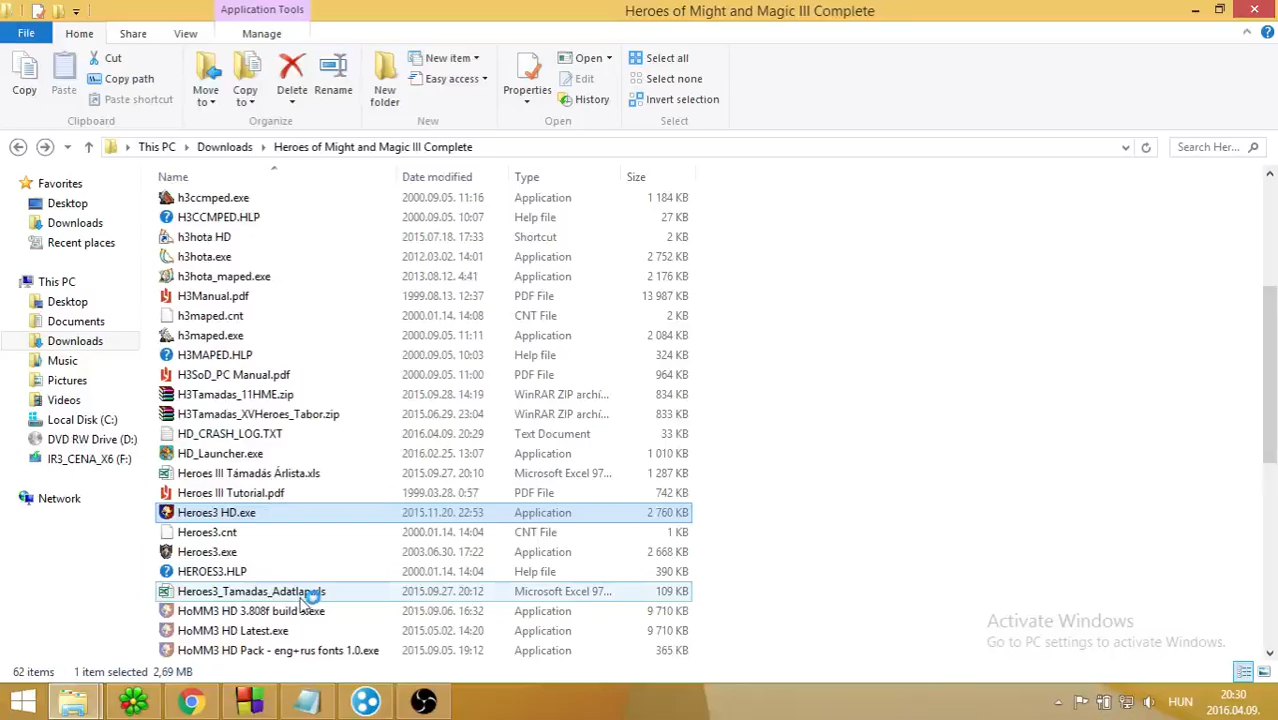 Application Tools
Heroes of Might and Magic III Complete
File
Home
Share
View
Manage
Copy
Paste
Cut
Copy path
Paste shortcut
Clipboard
Move to
Copy to
Delete
Rename
Organize
New folder
New item
Easy access
New
Properties
Open
Edit
History
Open
Select all
Select none
Invert selection
Select
This PC
Downloads
Heroes of Might and Magic III Complete
Search Her...
Favorites
Desktop
Downloads
Recent places
This PC
Desktop
Documents
Downloads
Music
Pictures
Videos
Local Disk (C:)
DVD RW Drive (D:)
IR3_CENA_X6 (F:)
Network
Name Date modified Type Size
h3ccmped.exe 2000.09.05. 11:16 Application 1 184 KB
H3CCMPED.HLP 2000.09.05. 10:07 Help file 27 KB
h3hota HD 2015.07.18. 17:33 Shortcut 2 KB
h3hota.exe 2012.03.02. 14:01 Application 2 752 KB
h3hota_maped.exe 2013.08.12. 4:41 Application 2 176 KB
H3Manual.pdf 1999.08.13. 12:37 PDF File 13 987 KB
h3maped.cnt 2000.01.14. 14:08 CNT File 2 KB
h3maped.exe 2000.09.05. 11:11 Application 2 084 KB
H3MAPED.HLP 2000.09.05. 10:03 Help file 324 KB
H3SoD_PC Manual.pdf 2000.09.05. 11:00 PDF File 964 KB
H3Tamadas_11HME.zip 2015.09.28. 14:19 WinRAR ZIP archí... 834 KB
H3Tamadas_XVHeroes_Tabor.zip 2015.06.29. 23:04 WinRAR ZIP archí... 833 KB
HD_CRASH_LOG.TXT 2016.04.09. 20:29 Text Document 33 KB
HD_Launcher.exe 2016.02.25. 13:07 Application 1 010 KB
Heroes III Támadás Árlista.xls 2015.09.27. 20:10 Microsoft Excel 97... 1 287 KB
Heroes III Tutorial.pdf 1999.03.28. 0:57 PDF File 742 KB
Heroes3 HD.exe 2015.11.20. 22:53 Application 2 760 KB
Heroes3.cnt 2000.01.14. 14:04 CNT File 1 KB
Heroes3.exe 2003.06.30. 17:22 Application 2 668 KB
HEROES3.HLP 2000.01.14. 14:04 Help file 390 KB
2015.09.27. 20:12 Microsoft Excel 97... 109 KB
HoMM3 HD 3.808f 2015.09.06. 16:32 Application 9 710 KB
HoMM3 HD Latest.exe 2015.05.02. 14:20 Application 9 710 KB
HoMM3 HD Pack - eng+rus fonts 1.0.exe 2015.09.05. 19:12 Application 365 KB
Activate Windows
Go to PC settings to activate Windows.
62 items 1 item selected 2,69 MB
HUN
20:30
2016.04.09.